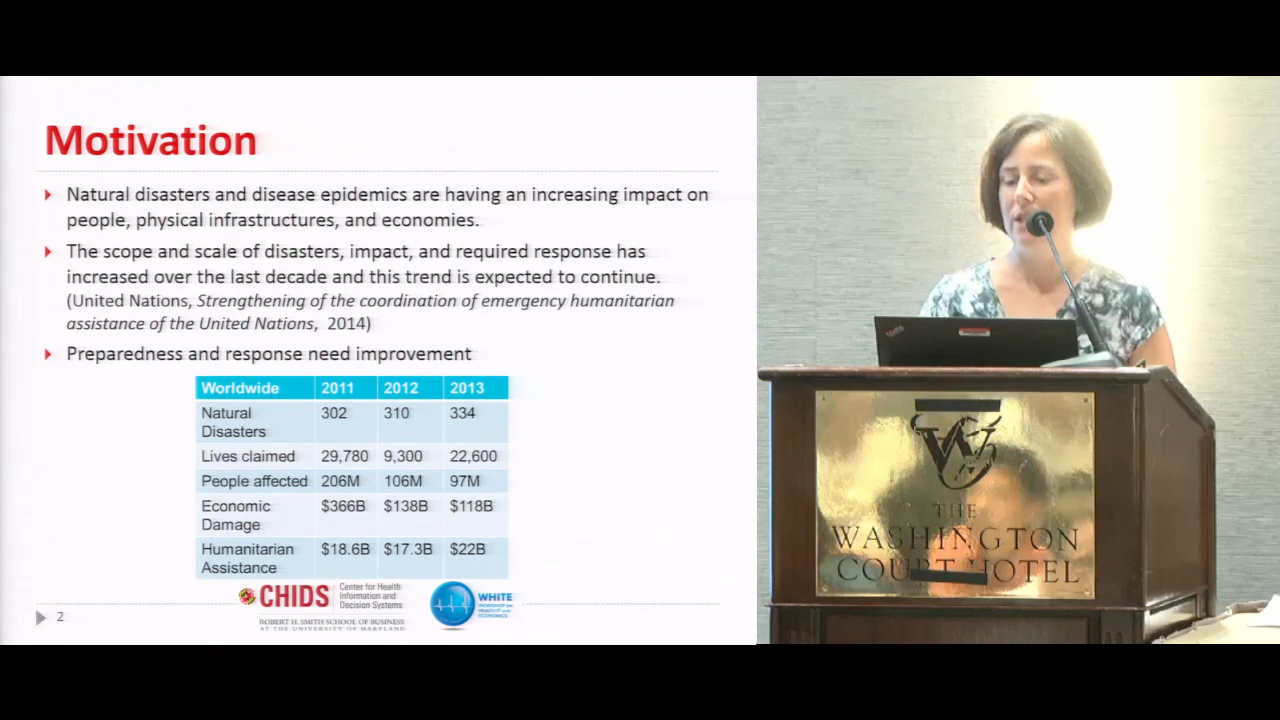 Motivation
Natural disasters and disease epidemics are having an increasing impact on
people, physical infrastructures, and economies.
The scope and scale of disasters, impact, and required response has
increased over the last decade and this trend is expected to continue.
(United Nations, Strengthening of the coordination of emergency humanitarian
assistance of the United Nations, 2014)
Preparedness and response need improvement
Worldwide 2011 2012 2013
Natural Disasters 302 310 334
Lives claimed 29,780 9,300 22,600
People affected 206M 106M 97M
Economic Damage $366B $138B $118B
Humanitarian Assistance $18.6B $17.3B $22B
CHIDS
Center for Health
Information and
Decision Systems
ROBERT H. SMITH SCHOOL OF BUSINESS
AT THE UNIVERSITY OF MARYLAND
WHITE
WORKSHOP ON
HEALTH IT AND
ECONOMICS
2
W
THE
WASHINGTON
COURT HOTEL